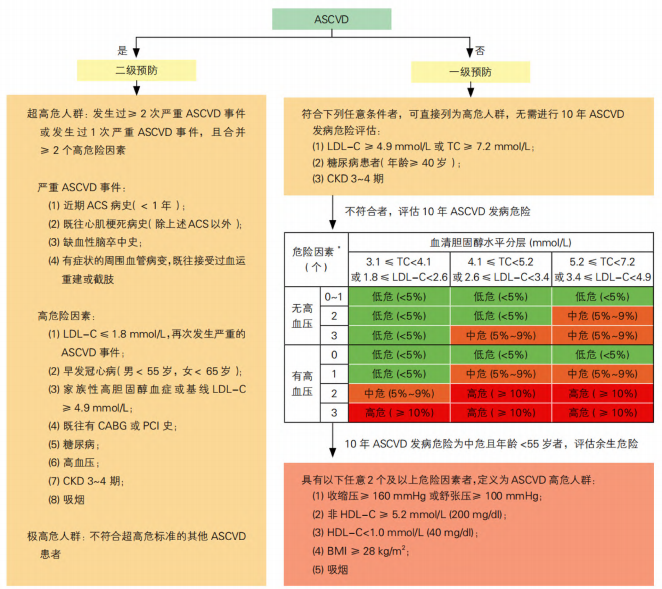 ASCVD
是
否
二级预防
一级预防
超高危人群：发生过≥2次严重ASCVD事件
或发生过1次严重ASCVD事件，且合并
≥2个高危险因素
严重ASCVD事件：
(1) 近期ACS病史（<1年）；
(2) 既往心肌梗死病史（除上述ACS以外）；
(3) 缺血性脑卒中史；
(4) 有症状的周围血管病变，既往接受过血运
重建或截肢
高危险因素：
(1) LDL-C≤1.8 mmol/L，再次发生严重的
ASCVD事件；
(2) 早发冠心病（男<55岁，女<65岁）；
(3) 家族性高胆固醇血症或基线LDL-C
≥4.9 mmol/L；
(4) 既往有CABG或PCI史；
(5) 糖尿病；
(6) 高血压；
(7) CKD 3~4期；
(8) 吸烟
极高危人群：不符合超高危标准的其他ASCVD
患者
符合下列任意条件者，可直接列为高危人群，无需进行10年ASCVD
发病危险评估：
(1) LDL-C≥4.9 mmol/L或TC≥7.2 mmol/L；
(2) 糖尿病患者（年龄≥40岁）；
(3) CKD 3~4期
不符合者，评估10年ASCVD发病危险
危险因素*
(个)
血清胆固醇水平分层 (mmol/L)
3.1≤TC<4.1 4.1≤TC<5.2 5.2≤TC<7.2
或1.8≤LDL-C<2.6 或2.6≤LDL-C<3.4 或3.4≤LDL-C<4.9
无高
血压
0~1 低危 (<5%) 低危 (<5%) 低危 (<5%)
2 低危 (<5%) 低危 (<5%) 中危 (5%~9%)
3 低危 (<5%) 中危 (5%~9%) 中危 (5%~9%)
有高
血压
0 低危 (<5%) 低危 (<5%) 低危 (<5%)
1 低危 (<5%) 中危 (5%~9%) 中危 (5%~9%)
2 中危 (5%~9%) 高危 (≥10%) 高危 (≥10%)
3 高危 (≥10%) 高危 (≥10%) 高危 (≥10%)
10年ASCVD发病危险为中危且年龄<55岁者，评估余生危险
具有以下任意2个及以上危险因素者，定义为ASCVD高危人群：
(1) 收缩压≥160 mmHg或舒张压≥100 mmHg；
(2) 非HDL-C≥5.2 mmol/L (200 mg/dl)；
(3) HDL-C<1.0 mmol/L (40 mg/dl)；
(4) BMI≥28 kg/m²；
(5) 吸烟